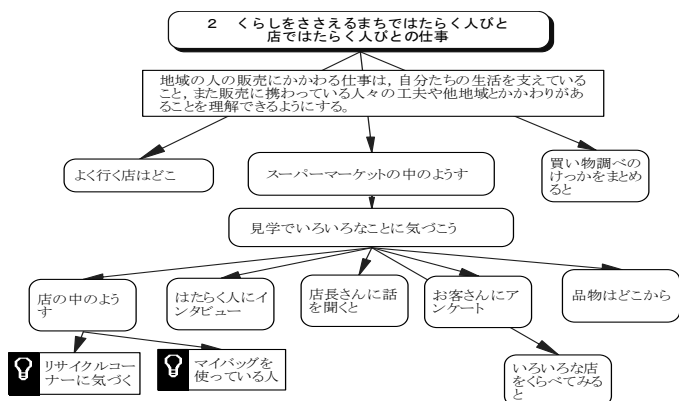 ２　くらしをささえるまちではたらく人びと
店ではたらく人びとの仕事
地域の人の販売にかかわる仕事は，自分たちの生活を支えている
こと，また販売に携わっている人々の工夫や他地域とかかわりがあ
ることを理解できるようにする。
よく行く店はどこ
スーパーマーケットの中のようす
買い物調べの
けっかをまとめ
ると
見学でいろいろなことに気づこう
店の中のよう
す
はたらく人にイ
ンタビュー
店長さんに話
を聞くと
お客さんにア
ンケート
品物はどこから
リサイクルコー
ナーに気づく
マイバッグを
使っている人
いろいろな店
をくらべてみる
と